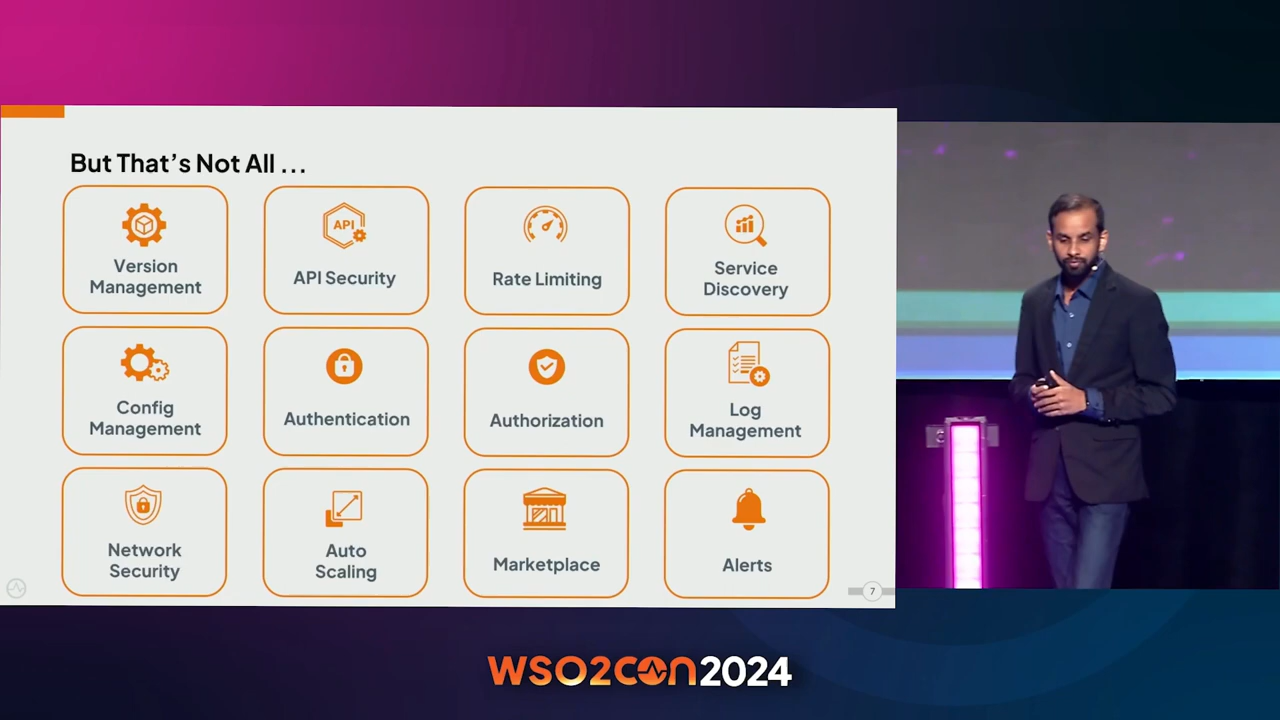 But That's Not All ...
Version
Management
API
API Security
Rate Limiting
Service
Discovery
Config
Management
Authentication
Authorization
Log
Management
Network
Security
Auto
Scaling
Marketplace
Alerts
7
WSO2CON2024